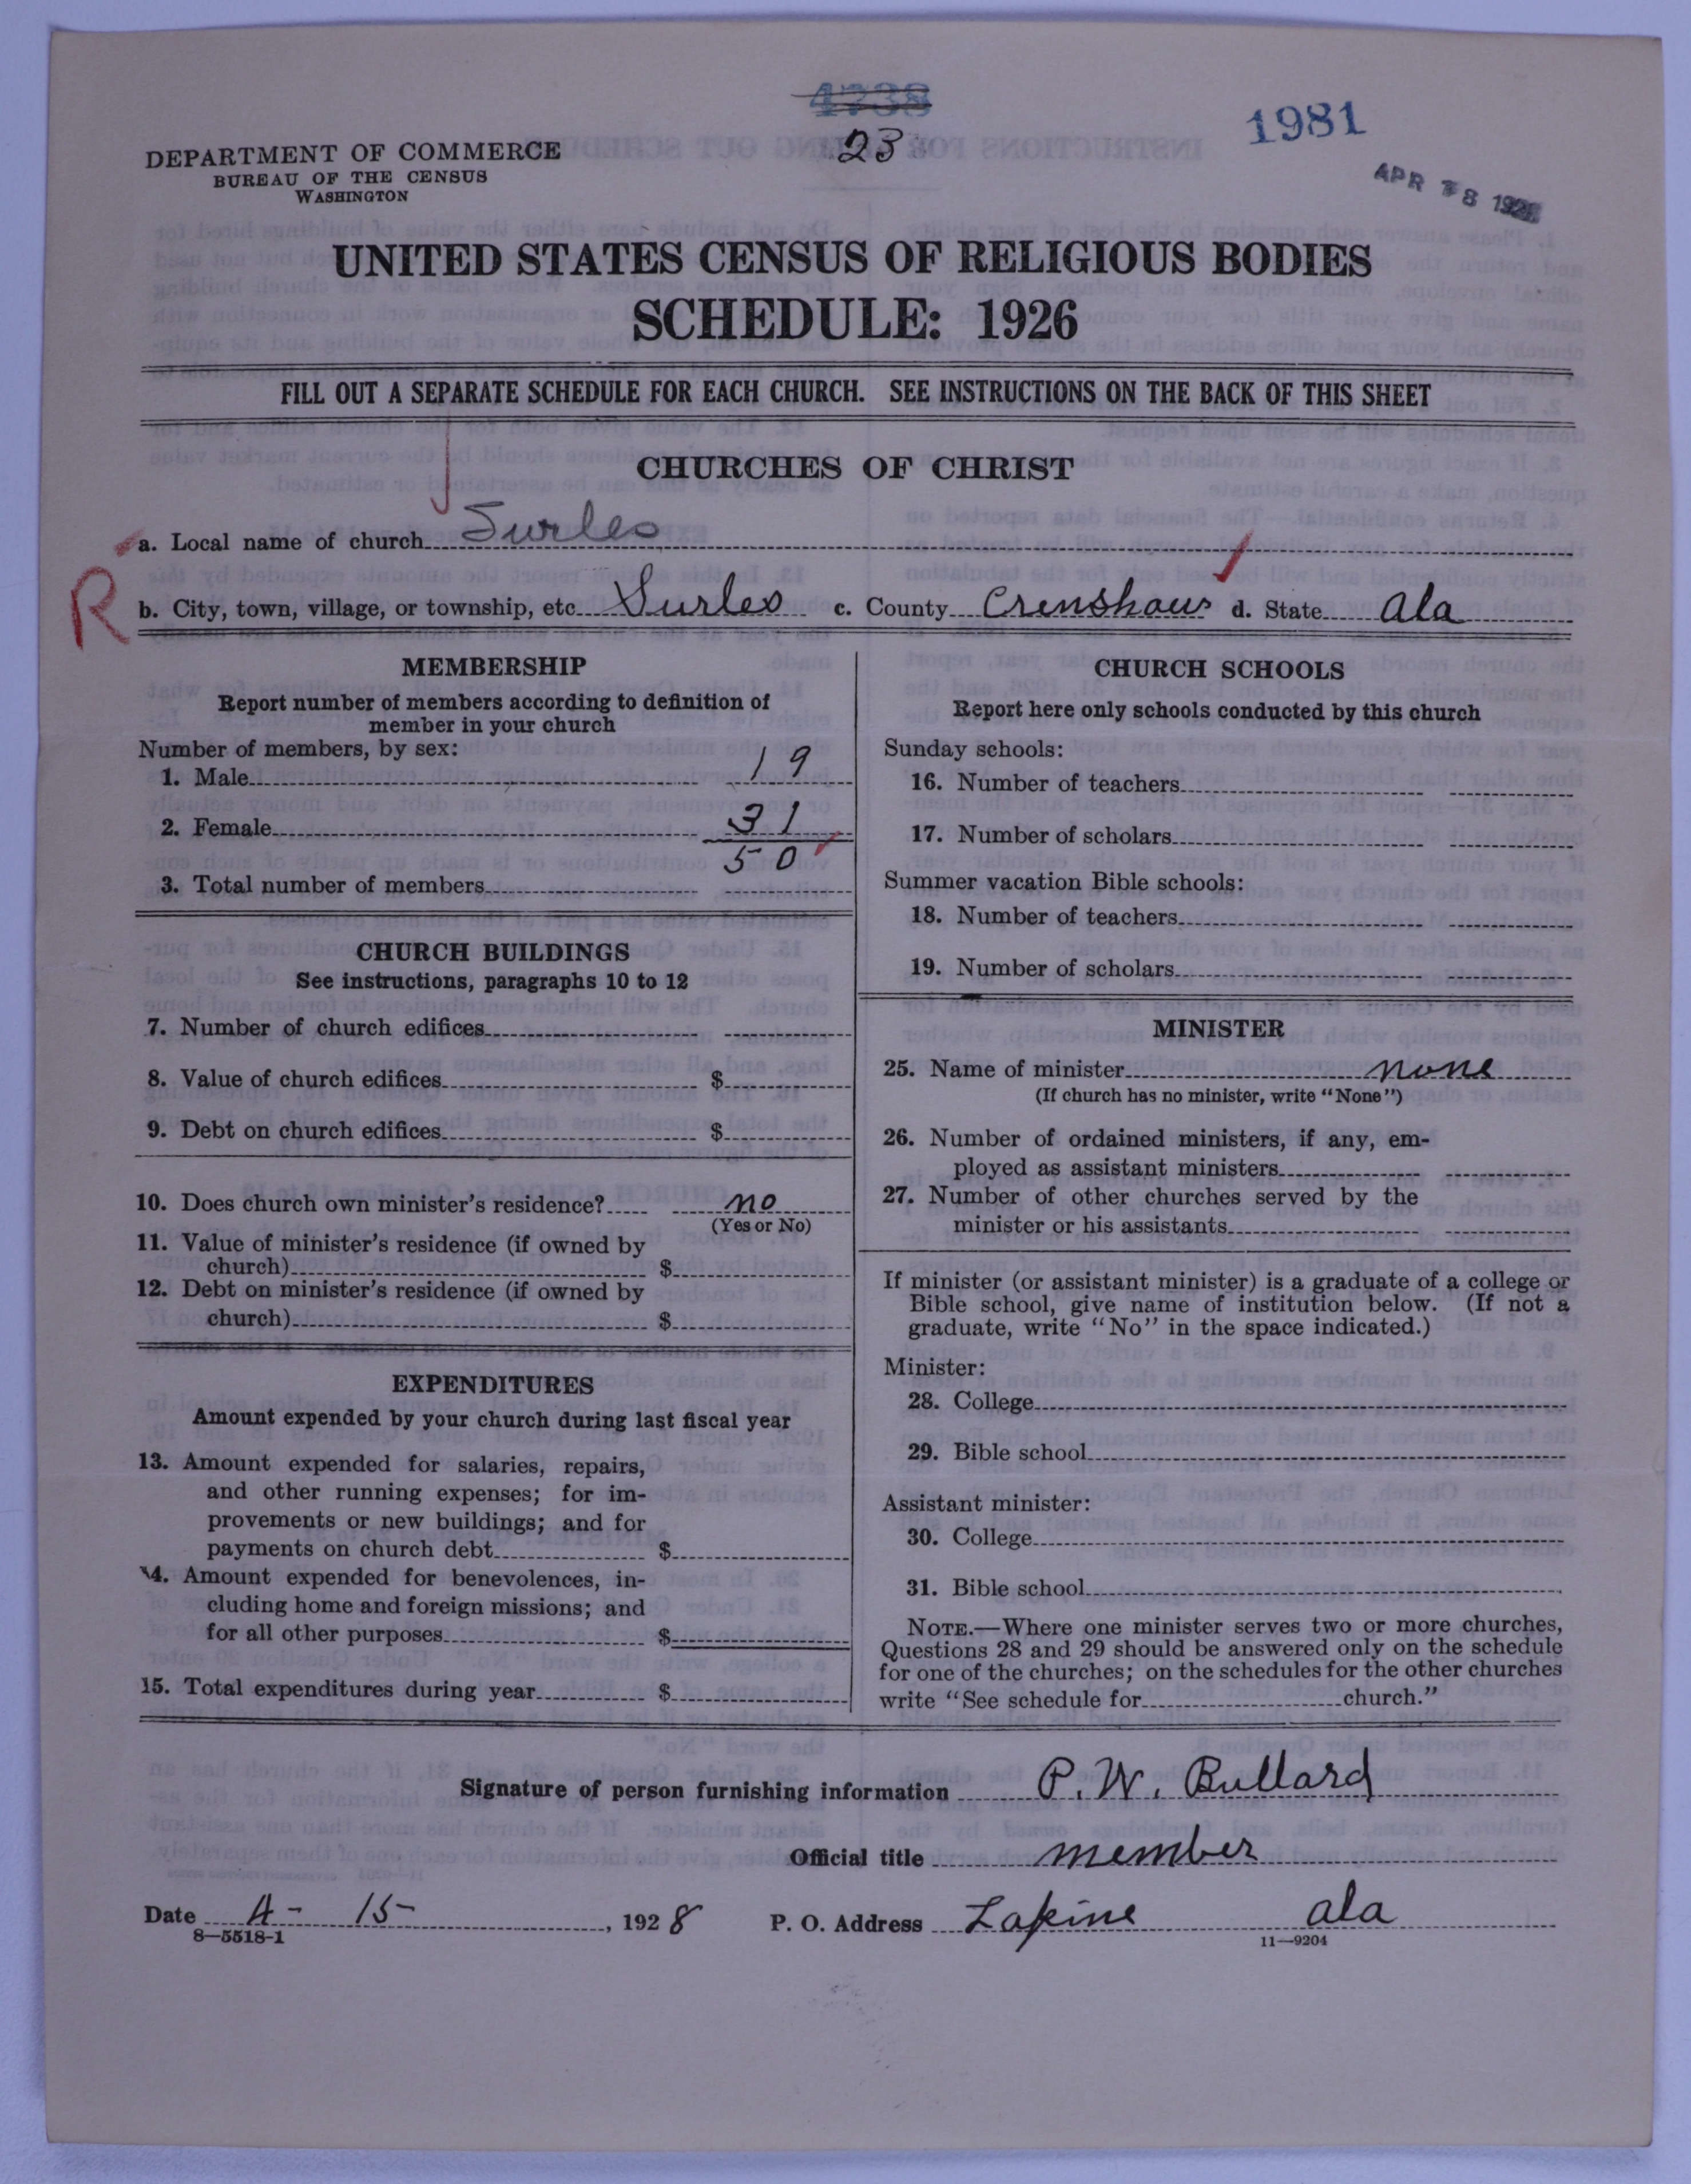 4738
23
1981
DEPARTMENT OF COMMERCE
BUREAU OF THE CENSUS
WASHINGTON
APR 18
UNITED STATES CENSUS OF RELIGIOUS BODIES
SCHEDULE: 1926
FILL OUT A SEPARATE SCHEDULE FOR EACH CHURCH. SEE INSTRUCTIONS ON THE BACK OF THIS SHEET
CHURCHES OF CHRIST
a. Local name of church Surles
R
b. City, town, village, or township, etc. Surles c. County Crenshaw d. State Ala
MEMBERSHIP
Report number of members according to definition of
member in your church
Number of members, by sex:
1. Male 19
2. Female 31
50
3. Total number of members
CHURCH BUILDINGS
See instructions, paragraphs 10 to 12
7. Number of church edifices
8. Value of church edifices $
9. Debt on church edifices $
10. Does church own minister's residence? no
(Yes or No)
11. Value of minister's residence (if owned by
church) $
12. Debt on minister's residence (if owned by
church) $
EXPENDITURES
Amount expended by your church during last fiscal year
13. Amount expended for salaries, repairs,
and other running expenses; for im-
provements or new buildings; and for
payments on church debt $
14. Amount expended for benevolences, in-
cluding home and foreign missions; and
for all other purposes $
15. Total expenditures during year $
CHURCH SCHOOLS
Report here only schools conducted by this church
Sunday schools:
16. Number of teachers
17. Number of scholars
Summer vacation Bible schools:
18. Number of teachers
19. Number of scholars
MINISTER
25. Name of minister none
(If church has no minister, write "None")
26. Number of ordained ministers, if any, em-
ployed as assistant ministers
27. Number of other churches served by the
minister or his assistants
If minister (or assistant minister) is a graduate of a college or
Bible school, give name of institution below. (If not a
graduate, write "No" in the space indicated.)
Minister:
28. College
29. Bible school
Assistant minister:
30. College
31. Bible school
NOTE.—Where one minister serves two or more churches,
Questions 28 and 29 should be answered only on the schedule
for one of the churches; on the schedules for the other churches
write "See schedule for church."
Signature of person furnishing information P. W. Bullard
Official title member
Date 4 - 15 - , 1928 P. O. Address Lapine ala
8—5518-1 11—9204